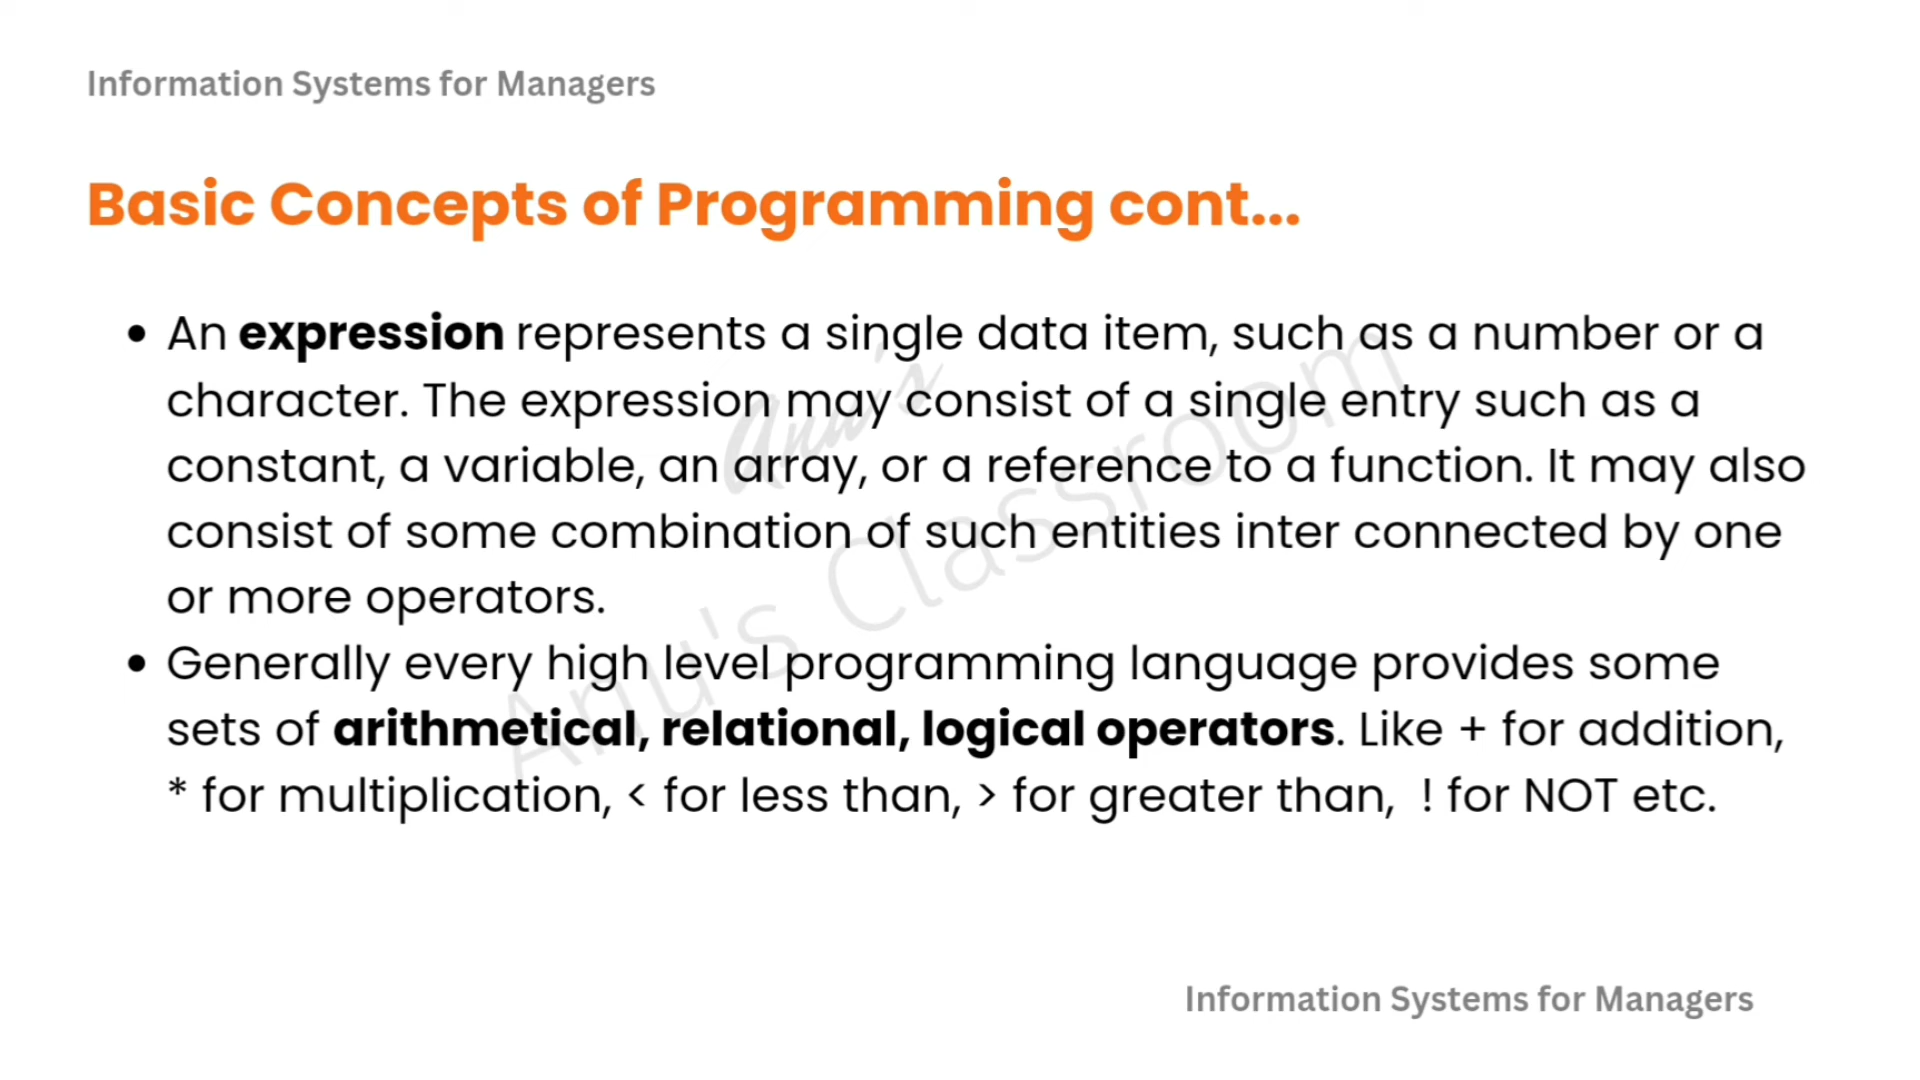 Information Systems for Managers
Basic Concepts of Programming cont...
• An expression represents a single data item, such as a number or a
character. The expression may consist of a single entry such as a
constant, a variable, an array, or a reference to a function. It may also
consist of some combination of such entities inter connected by one
or more operators.
• Generally every high level programming language provides some
sets of arithmetical, relational, logical operators. Like + for addition,
* for multiplication, < for less than, > for greater than,  ! for NOT etc.
Anu's
Anu's Classroom
Information Systems for Managers